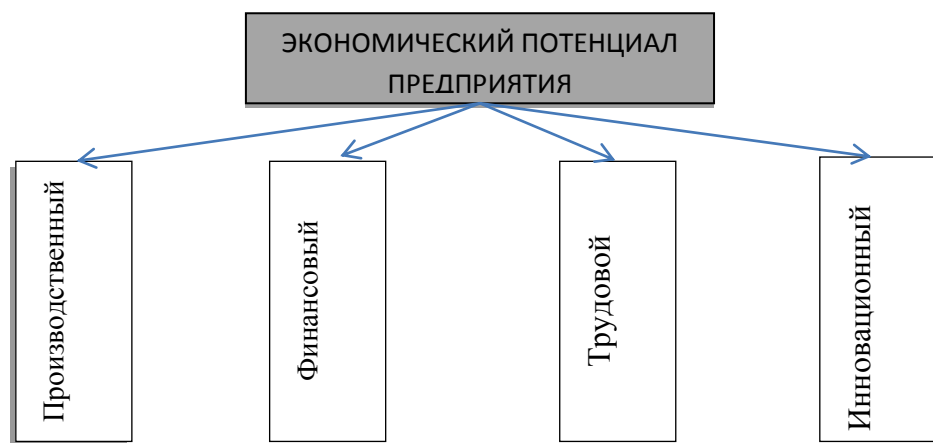 ЭКОНОМИЧЕСКИЙ ПОТЕНЦИАЛ
ПРЕДПРИЯТИЯ
Производственный
Финансовый
Трудовой
Инновационный